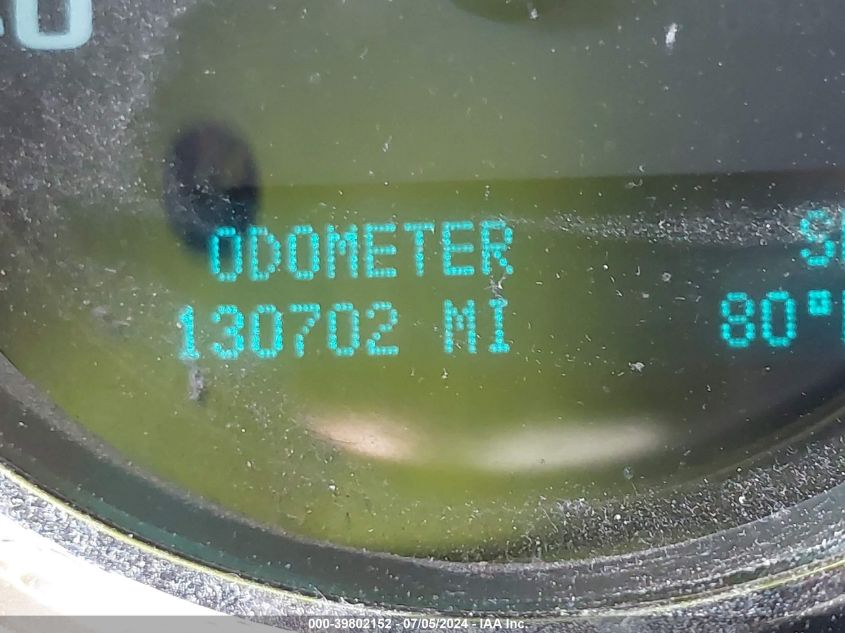 ODOMETER
130702 MI
80°
000-39802152 - 07/05/2024 - IAA Inc.